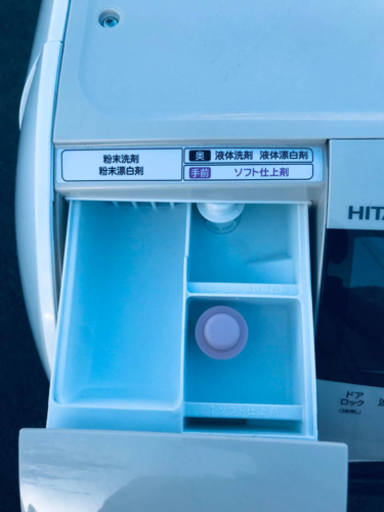 粉末洗剤
粉末漂白剤
奥 液体洗剤 液体漂白剤
手前 ソフト仕上剤
HITA
ドア
ロック